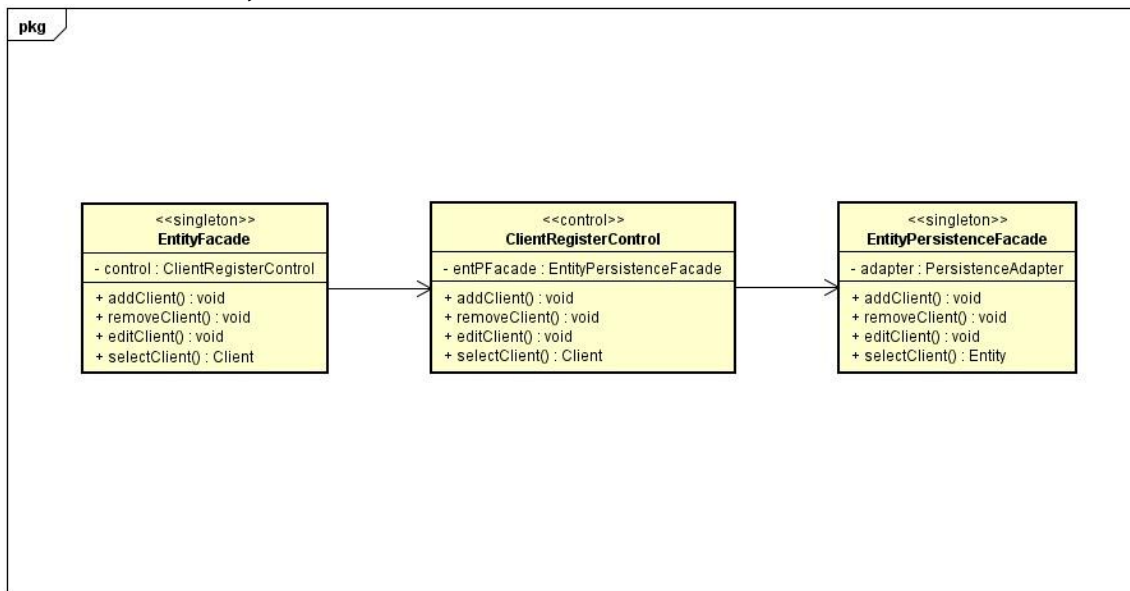 pkg
<<singleton>>
EntityFacade
- control : ClientRegisterControl
+ addClient() : void
+ removeClient() : void
+ editClient() : void
+ selectClient() : Client
<<control>>
ClientRegisterControl
- entPFacade : EntityPersistenceFacade
+ addClient() : void
+ removeClient() : void
+ editClient() : void
+ selectClient() : Client
<<singleton>>
EntityPersistenceFacade
- adapter : PersistenceAdapter
+ addClient() : void
+ removeClient() : void
+ editClient() : void
+ selectClient() : Entity